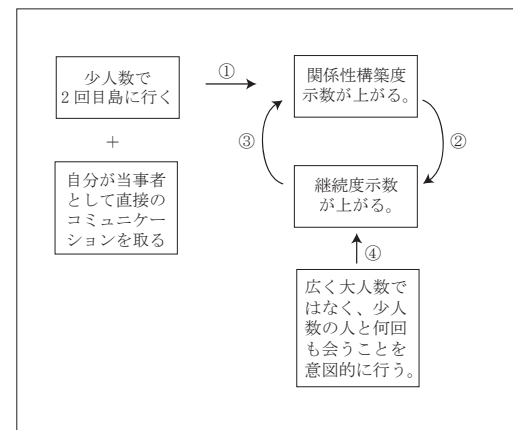 少人数で
2回目島に行く
①
関係性構築度
示数が上がる。
+
③
②
自分が当事者
として直接の
コミュニケー
ションを取る
継続度示数
が上がる。
④
広く大人数で
はなく、少人
数の人と何回
も会うことを
意図的に行う。